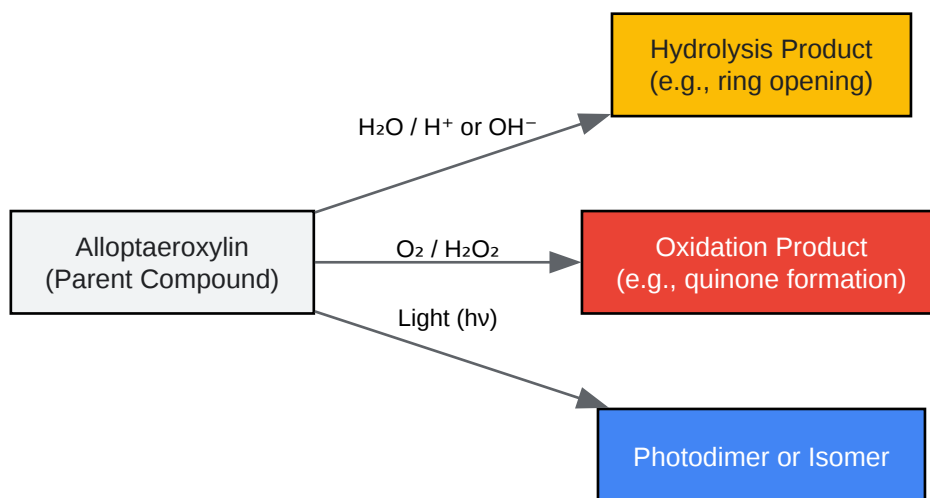 Hydrolysis Product
(e.g., ring opening)
H₂O / H⁺ or OH⁻
Alloptaeroxylin
(Parent Compound)
O₂ / H₂O₂
Oxidation Product
(e.g., quinone formation)
Light (hν)
Photodimer or Isomer